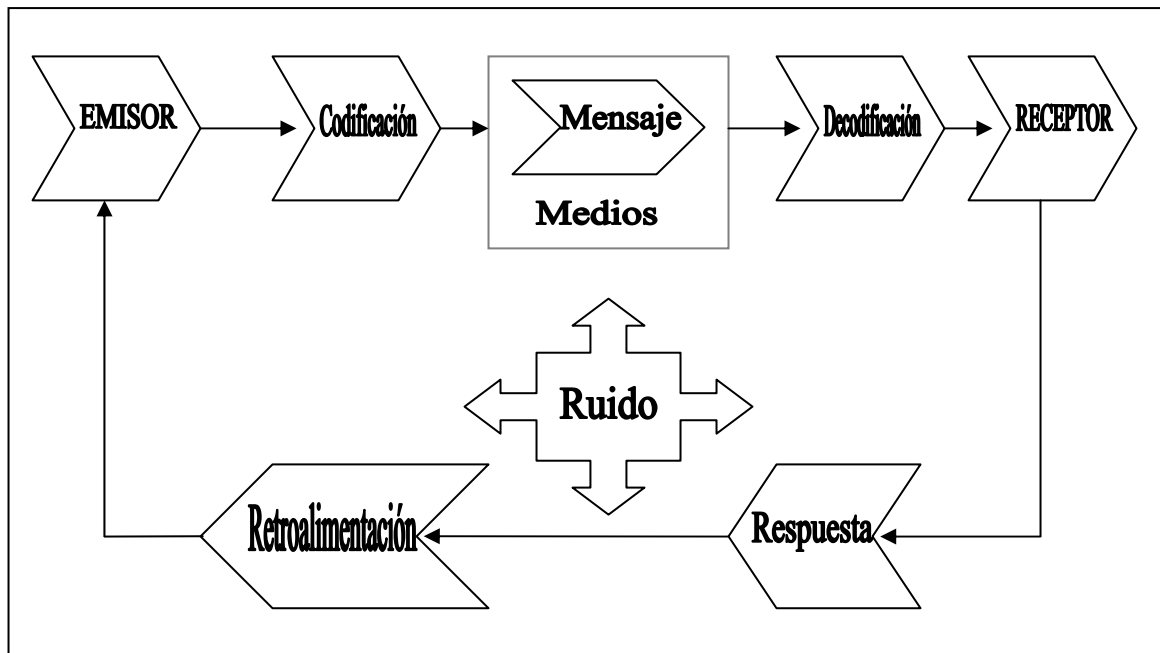 EMISOR
Codificación
Mensaje
Medios
Decodificación
RECEPTOR
Ruido
Retroalimentación
Respuesta